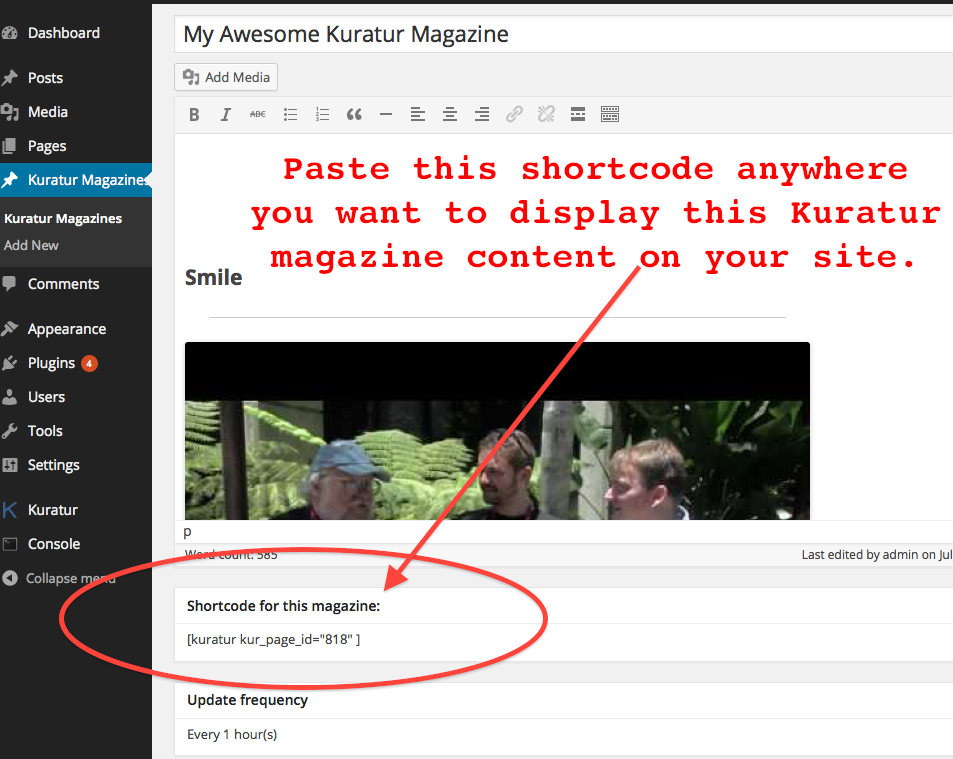 Dashboard
Posts
Media
Pages
Kuratur Magazines
Kuratur Magazines
Add New
Comments
Appearance
Plugins 4
Users
Tools
Settings
Kuratur
Console
Collapse menu
My Awesome Kuratur Magazine
Add Media
B I ABC
Paste this shortcode anywhere
you want to display this Kuratur
magazine content on your site.
Smile
p
Word count: 585 Last edited by admin on Jul
Shortcode for this magazine:
[kuratur kur_page_id="818" ]
Update frequency
Every 1 hour(s)